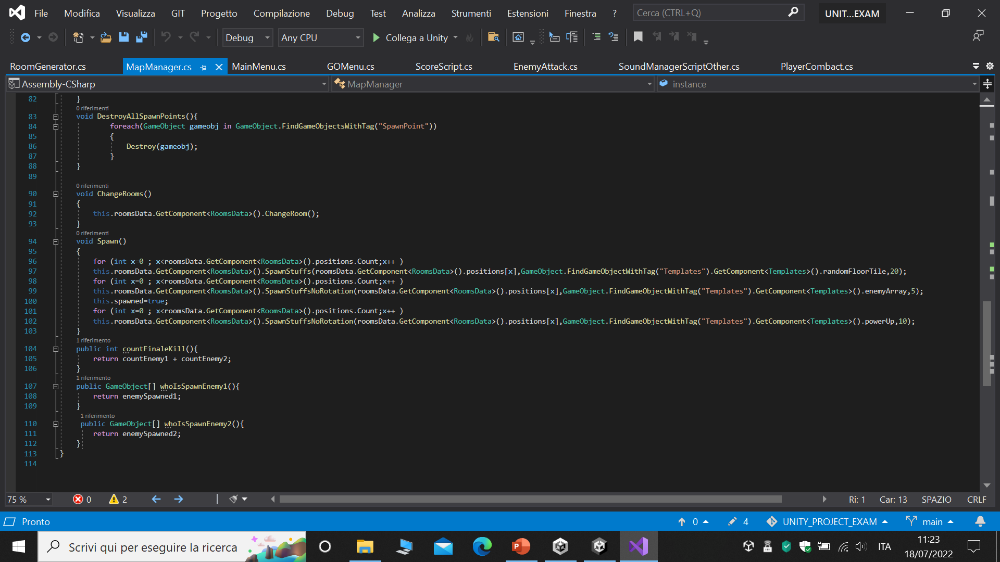 File Modifica Visualizza GIT Progetto Compilazione Debug Test Analizza Strumenti Estensioni Finestra ? Cerca (CTRL+Q) UNIT...EXAM
Debug Any CPU Collega a Unity
RoomGenerator.cs MapManager.cs MainMenu.cs GOMenu.cs ScoreScript.cs EnemyAttack.cs SoundManagerScriptOther.cs PlayerCombact.cs
Assembly-CSharp MapManager instance
82 }
0 riferimenti
83 void DestroyAllSpawnPoints(){
84 foreach(GameObject gameobj in GameObject.FindGameObjectsWithTag("SpawnPoint"))
85 {
86 Destroy(gameobj);
87 }
88 }
89
0 riferimenti
90 void ChangeRooms()
91 {
92 this.roomsData.GetComponent<RoomsData>().ChangeRoom();
93 }
0 riferimenti
94 void Spawn()
95 {
96 for (int x=0 ; x<roomsData.GetComponent<RoomsData>().positions.Count;x++ )
97 this.roomsData.GetComponent<RoomsData>().SpawnStuffs(roomsData.GetComponent<RoomsData>().positions[x],GameObject.FindGameObjectWithTag("Templates").GetComponent<Templates>().randomFloorTile,20);
98 for (int x=0 ; x<roomsData.GetComponent<RoomsData>().positions.Count;x++ )
99 this.roomsData.GetComponent<RoomsData>().SpawnStuffsNoRotation(roomsData.GetComponent<RoomsData>().positions[x],GameObject.FindGameObjectWithTag("Templates").GetComponent<Templates>().enemyArray,5);
100 this.spawned=true;
101 for (int x=0 ; x<roomsData.GetComponent<RoomsData>().positions.Count;x++ )
102 this.roomsData.GetComponent<RoomsData>().SpawnStuffsNoRotation(roomsData.GetComponent<RoomsData>().positions[x],GameObject.FindGameObjectWithTag("Templates").GetComponent<Templates>().powerUp,10);
103 }
1 riferimento
104 public int countFinaleKill(){
105 return countEnemy1 + countEnemy2;
106 }
1 riferimento
107 public GameObject[] whoIsSpawnEnemy1(){
108 return enemySpawned1;
109 }
1 riferimento
110 public GameObject[] whoIsSpawnEnemy2(){
111 return enemySpawned2;
112 }
113 }
114
75 % 0 2 Ri: 1 Car: 13 SPAZIO CRLF
Pronto 0 4 UNITY_PROJECT_EXAM main
Scrivi qui per eseguire la ricerca P ITA 11:23
18/07/2022